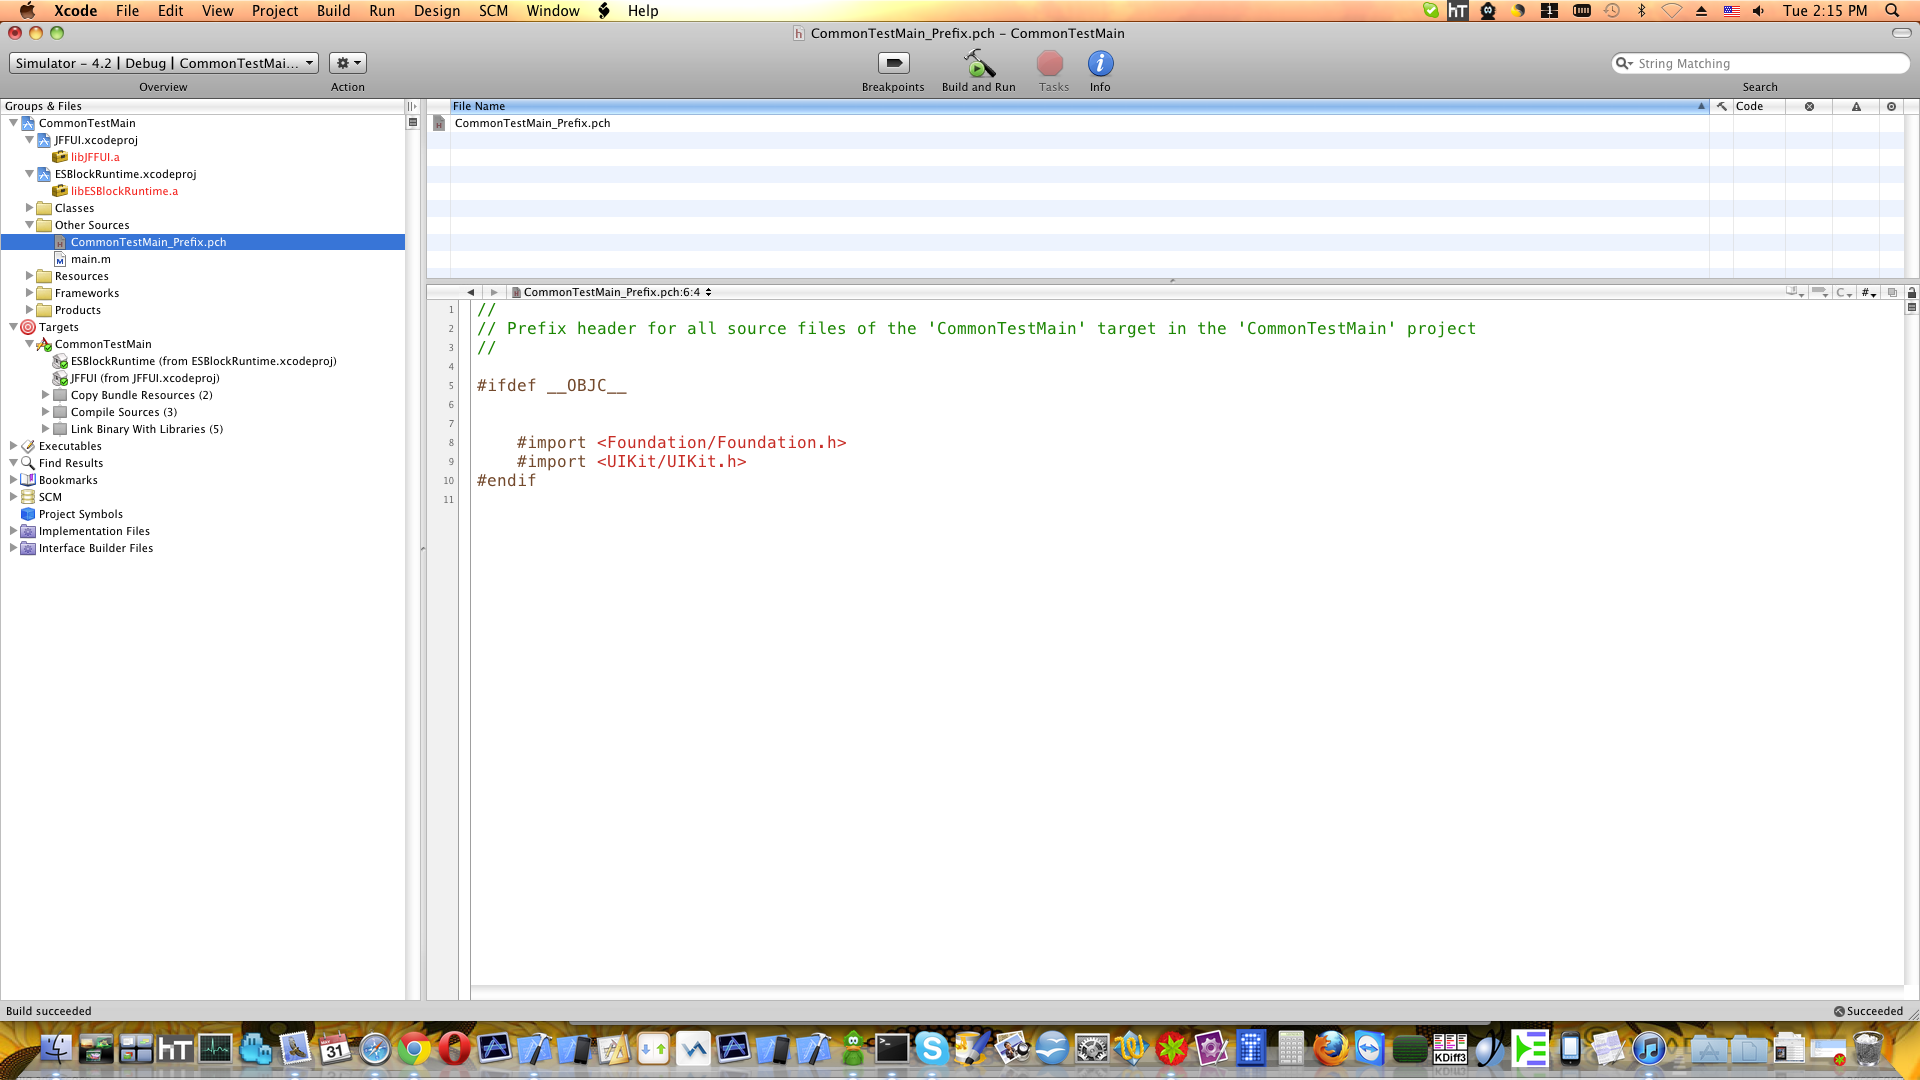 Xcode File Edit View Project Build Run Design SCM Window Help
hT 1 Tue 2:15 PM
CommonTestMain_Prefix.pch – CommonTestMain
Simulator – 4.2 | Debug | CommonTestMai...
String Matching
Overview Action Breakpoints Build and Run Tasks Info Search
Groups & Files
CommonTestMain
JFFUI.xcodeproj
libJFFUI.a
ESBlockRuntime.xcodeproj
libESBlockRuntime.a
Classes
Other Sources
CommonTestMain_Prefix.pch
main.m
Resources
Frameworks
Products
Targets
CommonTestMain
ESBlockRuntime (from ESBlockRuntime.xcodeproj)
JFFUI (from JFFUI.xcodeproj)
Copy Bundle Resources (2)
Compile Sources (3)
Link Binary With Libraries (5)
Executables
Find Results
Bookmarks
SCM
Project Symbols
Implementation Files
Interface Builder Files
File Name Code
CommonTestMain_Prefix.pch
CommonTestMain_Prefix.pch:6:4
C #
1 //
2 // Prefix header for all source files of the 'CommonTestMain' target in the 'CommonTestMain' project
3 //
4
5 #ifdef __OBJC__
6
7
8 #import <Foundation/Foundation.h>
9 #import <UIKit/UIKit.h>
10 #endif
11
Build succeeded
Succeeded
hT
31
KDiff3